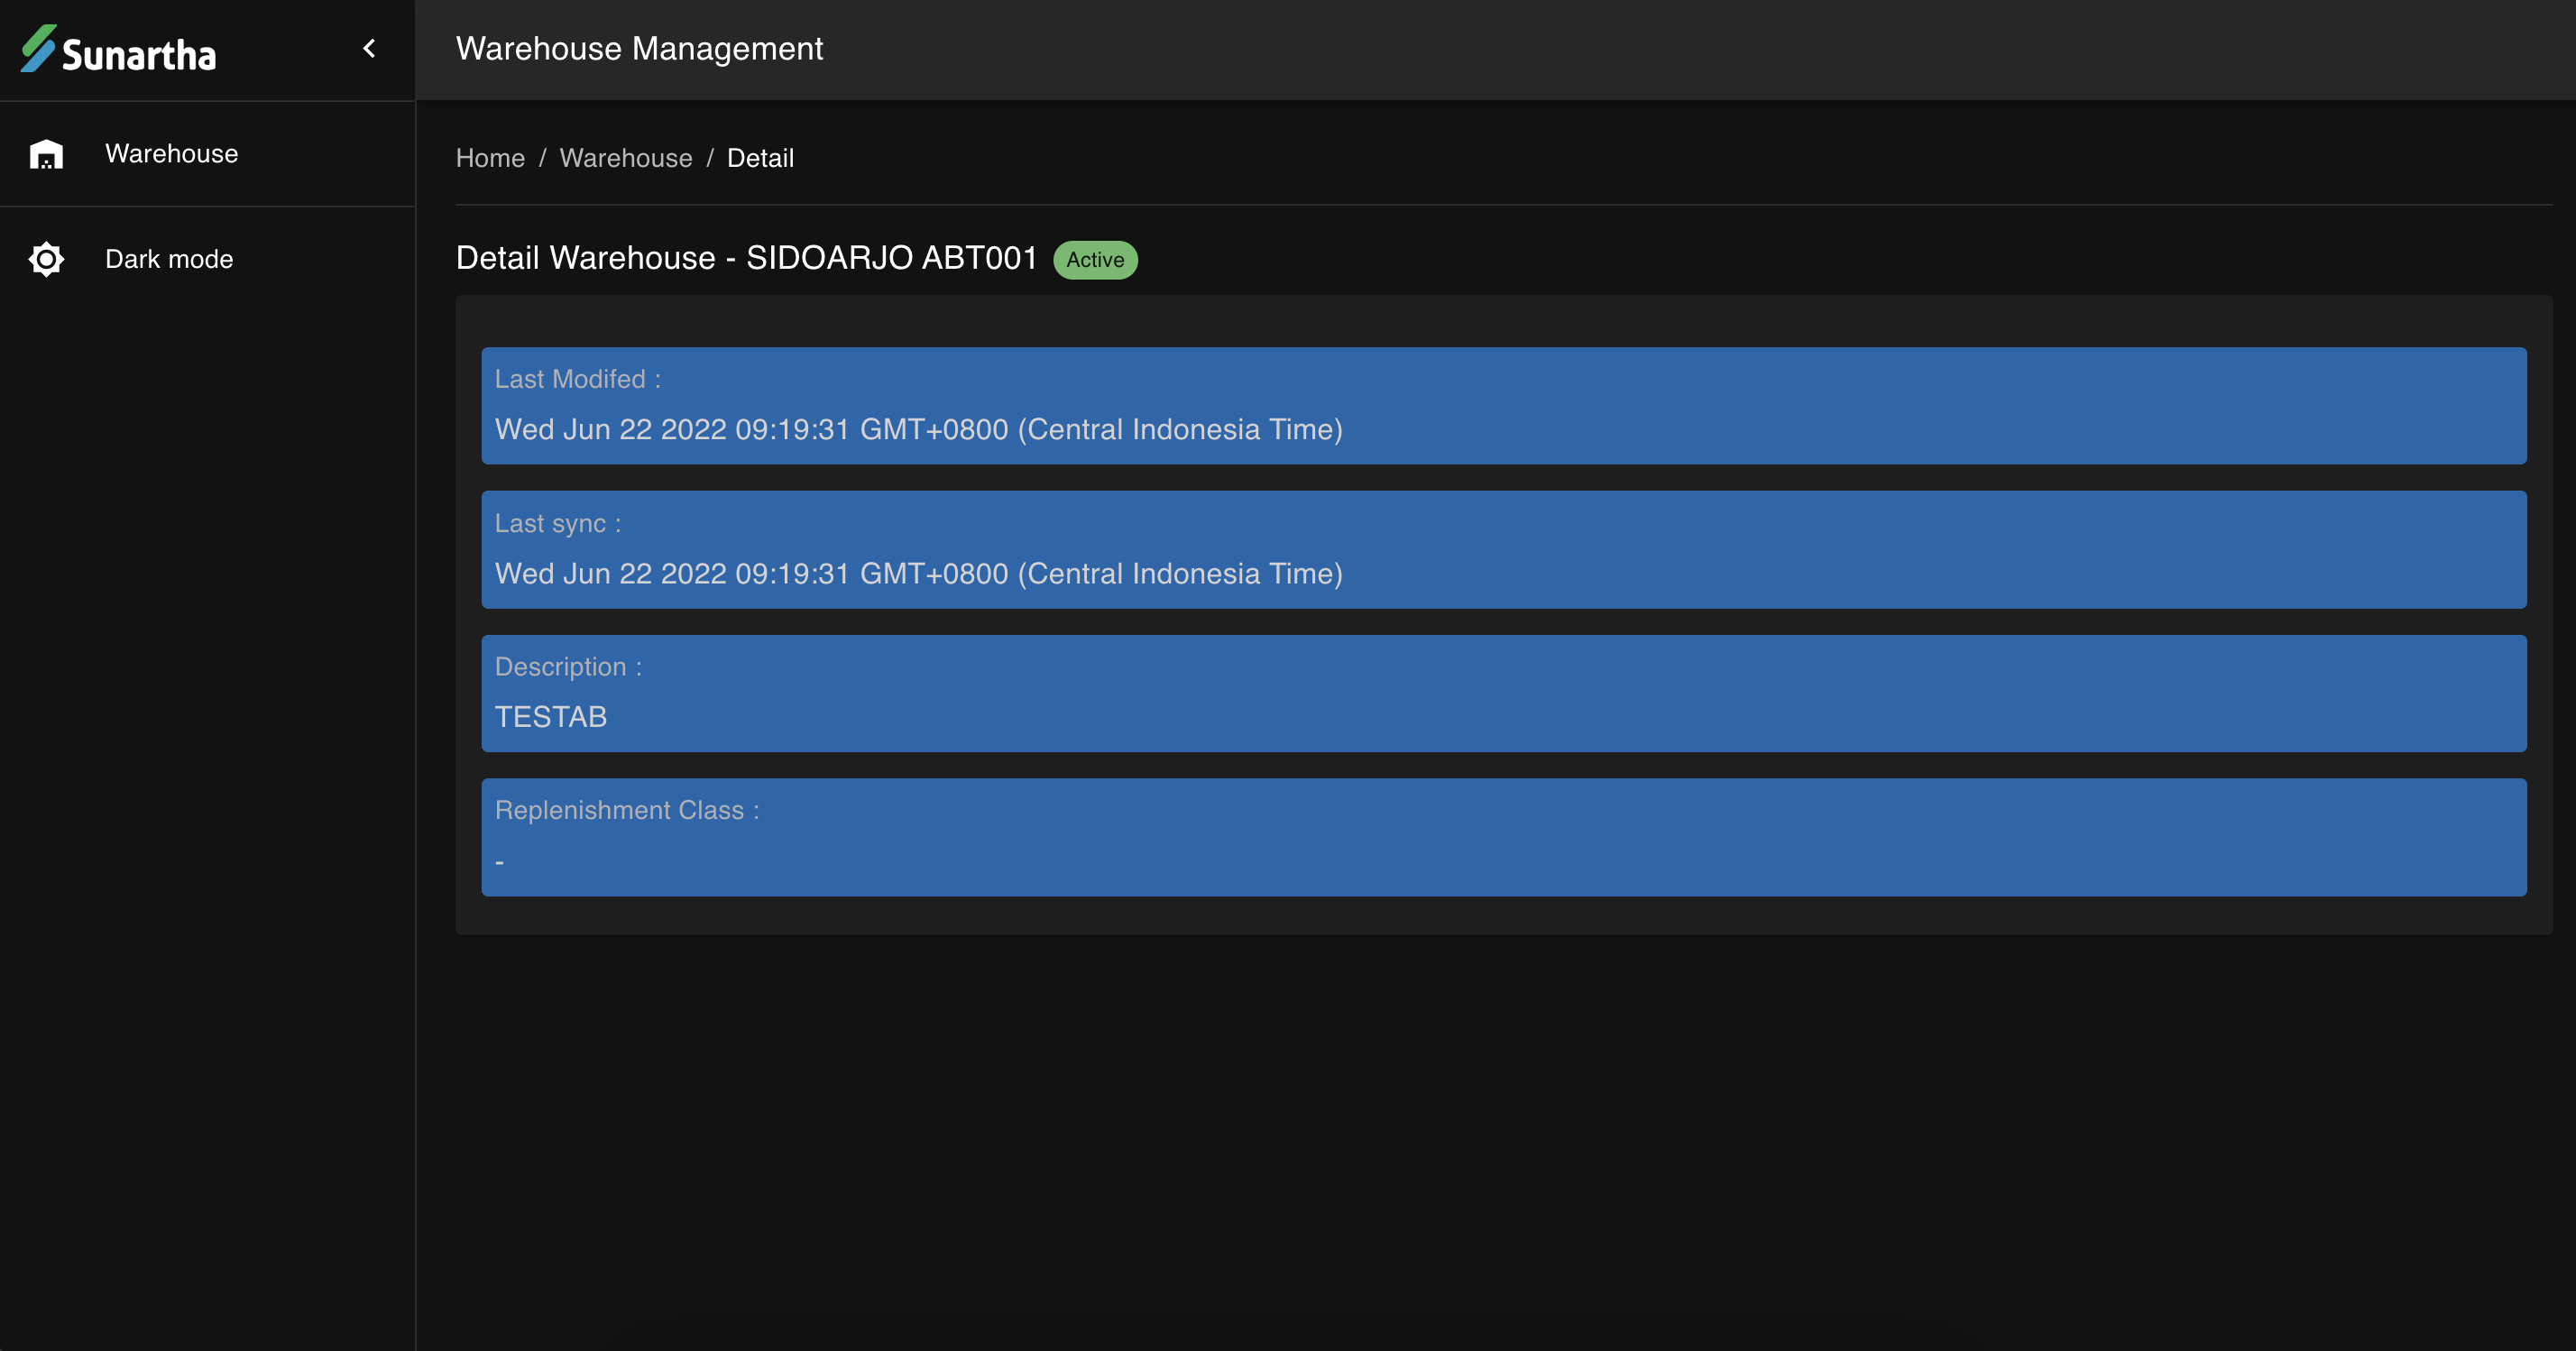 Sunartha
Warehouse Management
Warehouse
Dark mode
Home / Warehouse / Detail
Detail Warehouse - SIDOARJO ABT001 Active
Last Modifed :
Wed Jun 22 2022 09:19:31 GMT+0800 (Central Indonesia Time)
Last sync :
Wed Jun 22 2022 09:19:31 GMT+0800 (Central Indonesia Time)
Description :
TESTAB
Replenishment Class :
-